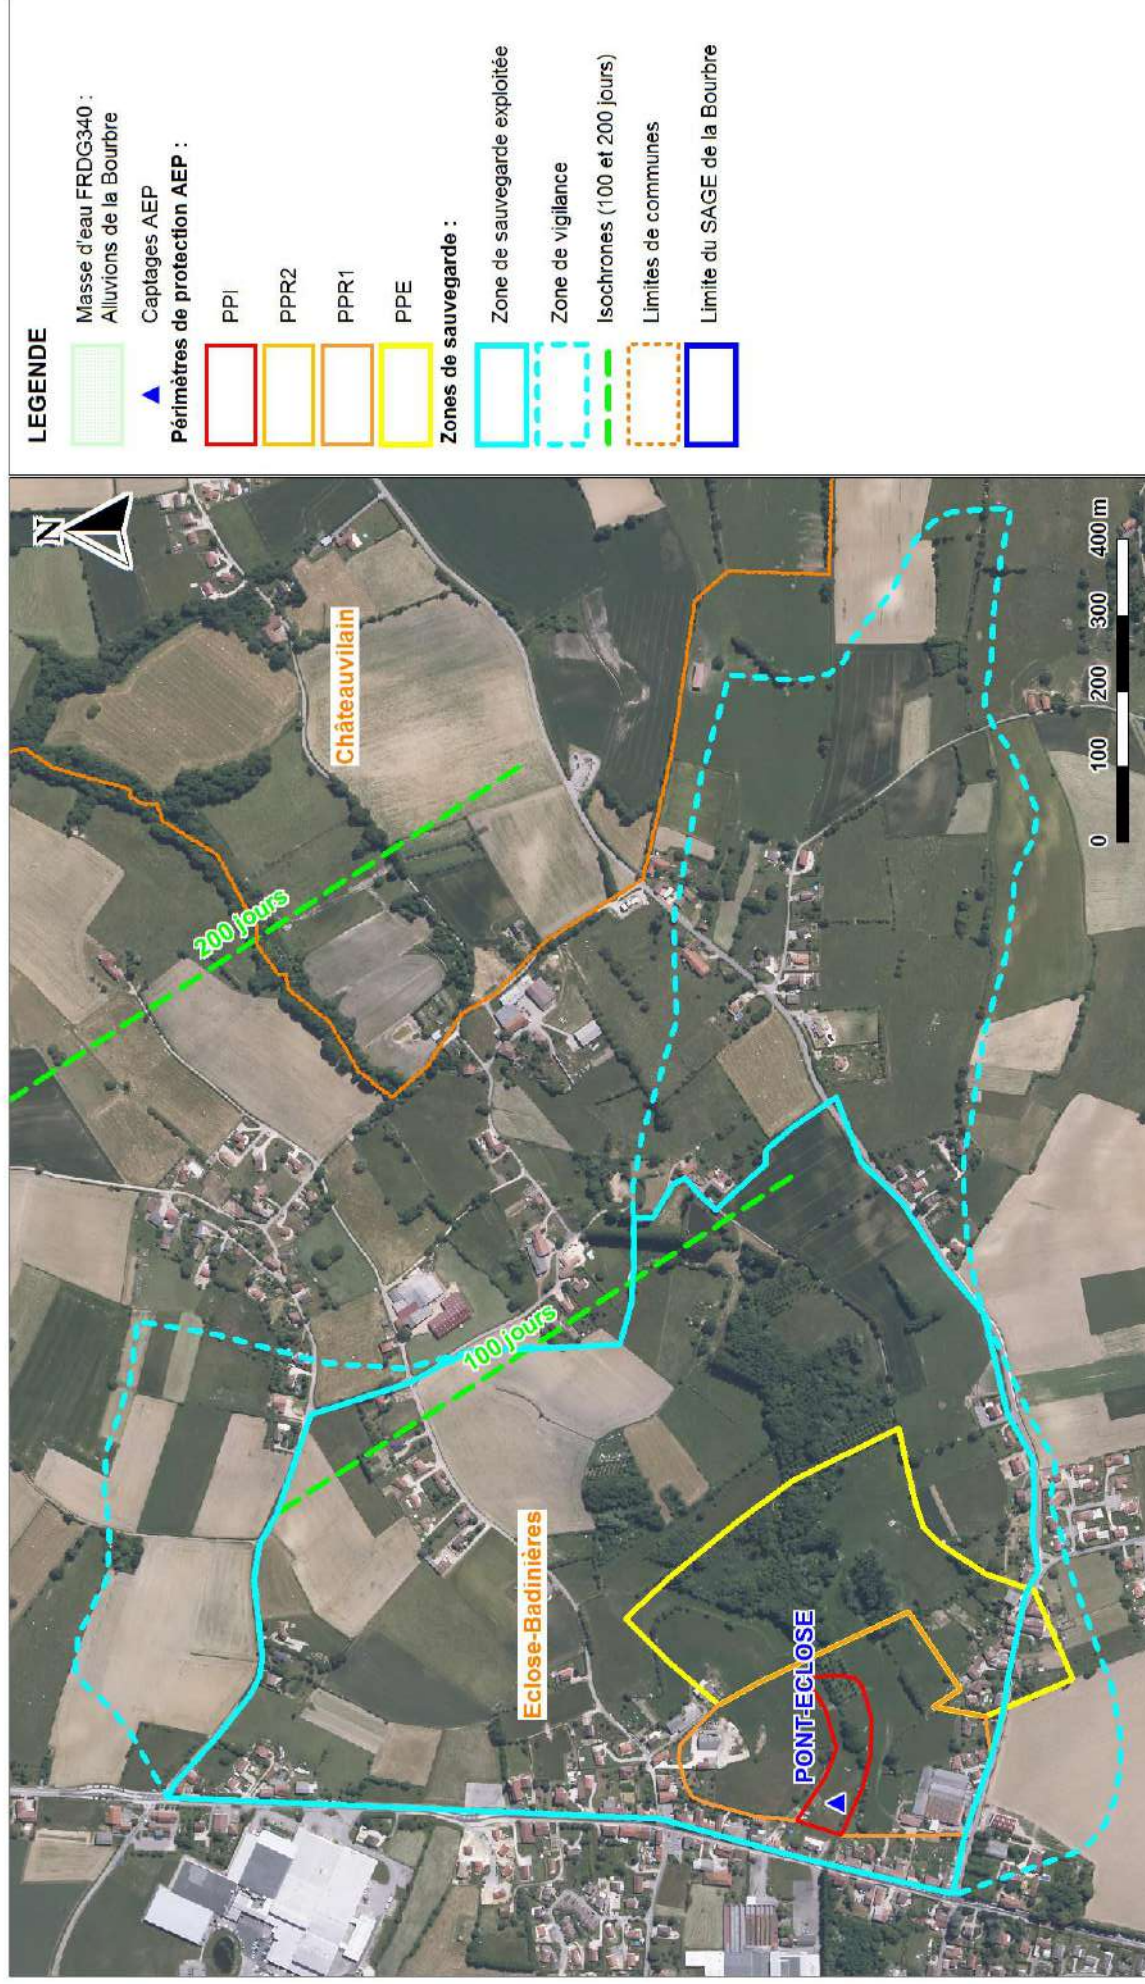 N
Châteauvilain
200 jours
100 jours
Eclose-Badinières
PONT-ECLOSE
0 100 200 300 400 m
LEGENDE
Masse d'eau FRDG340 :
Alluvions de la Bourbre
Captages AEP
Périmètres de protection AEP :
PPI
PPR2
PPR1
PPE
Zones de sauvegarde :
Zone de sauvegarde exploitée
Zone de vigilance
Isochrones (100 et 200 jours)
Limites de communes
Limite du SAGE de la Bourbre